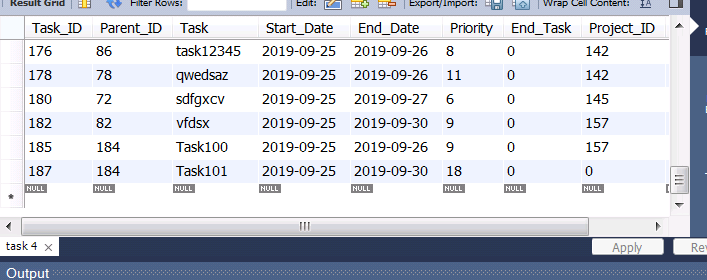 Result Grid Filter Rows: Edit: Export/Import: Wrap Cell Content: IA
Task_ID Parent_ID Task Start_Date End_Date Priority End_Task Project_ID
176 86 task12345 2019-09-25 2019-09-26 8 0 142
178 78 qwedsaz 2019-09-25 2019-09-26 11 0 142
180 72 sdfgxcv 2019-09-25 2019-09-27 6 0 145
182 82 vfdsx 2019-09-25 2019-09-30 9 0 157
185 184 Task100 2019-09-25 2019-09-26 9 0 157
187 184 Task101 2019-09-25 2019-09-30 18 0 0
* NULL NULL NULL NULL NULL NULL NULL NULL
task 4 × Apply Rev
Output